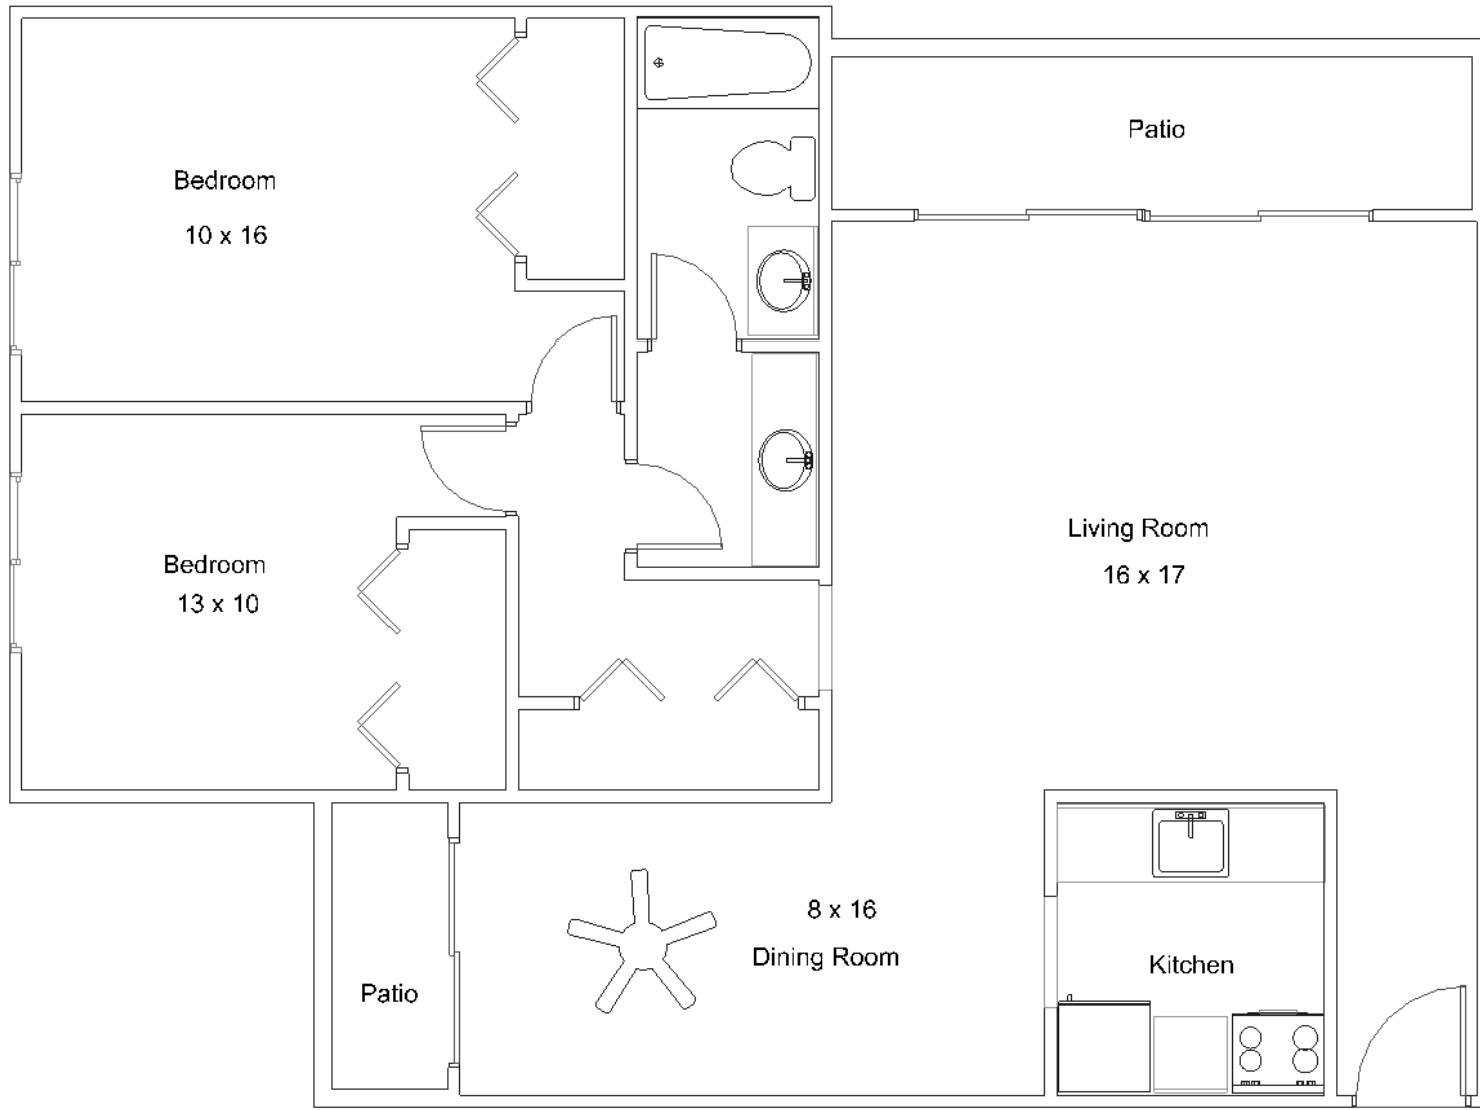 Patio
Bedroom
10 x 16
Living Room
16 x 17
Bedroom
13 x 10
8 x 16
Dining Room
Kitchen
Patio